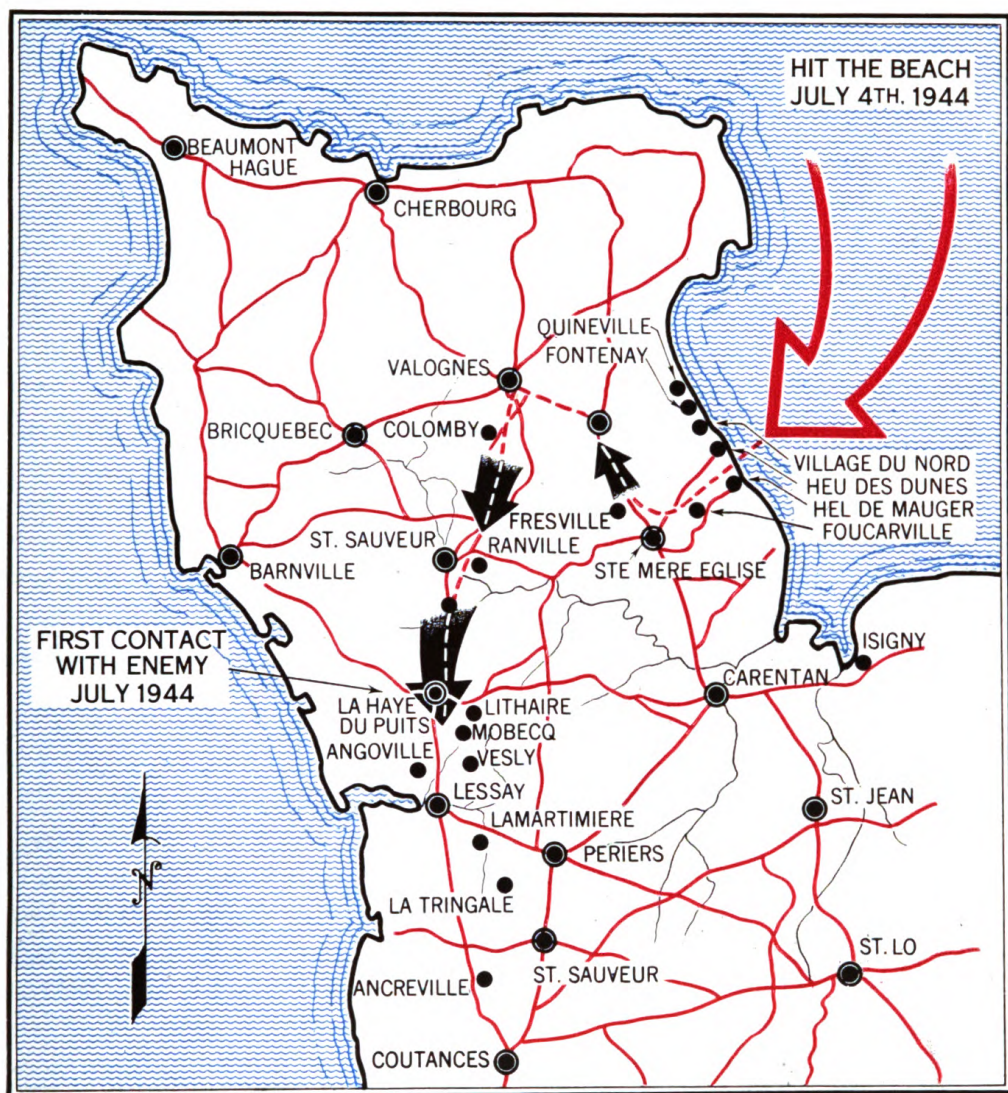 HIT THE BEACH
JULY 4TH. 1944
BEAUMONT
HAGUE
CHERBOURG
QUINEVILLE
FONTENAY
VALOGNES
BRICQUEBEC
COLOMBY
VILLAGE DU NORD
HEU DES DUNES
HEL DE MAUGER
FOUCARVILLE
FRESVILLE
RANVILLE
ST. SAUVEUR
BARNVILLE
STE MERE EGLISE
ISIGNY
FIRST CONTACT
WITH ENEMY
JULY 1944
CARENTAN
LA HAYE
DU PUITS
LITHAIRE
MOBECQ
ANGOVILLE
VESLY
LESSAY
ST. JEAN
LAMARTIMIERE
PERIERS
N
LA TRINGALE
ST. LO
ST. SAUVEUR
ANCREVILLE
COUTANCES